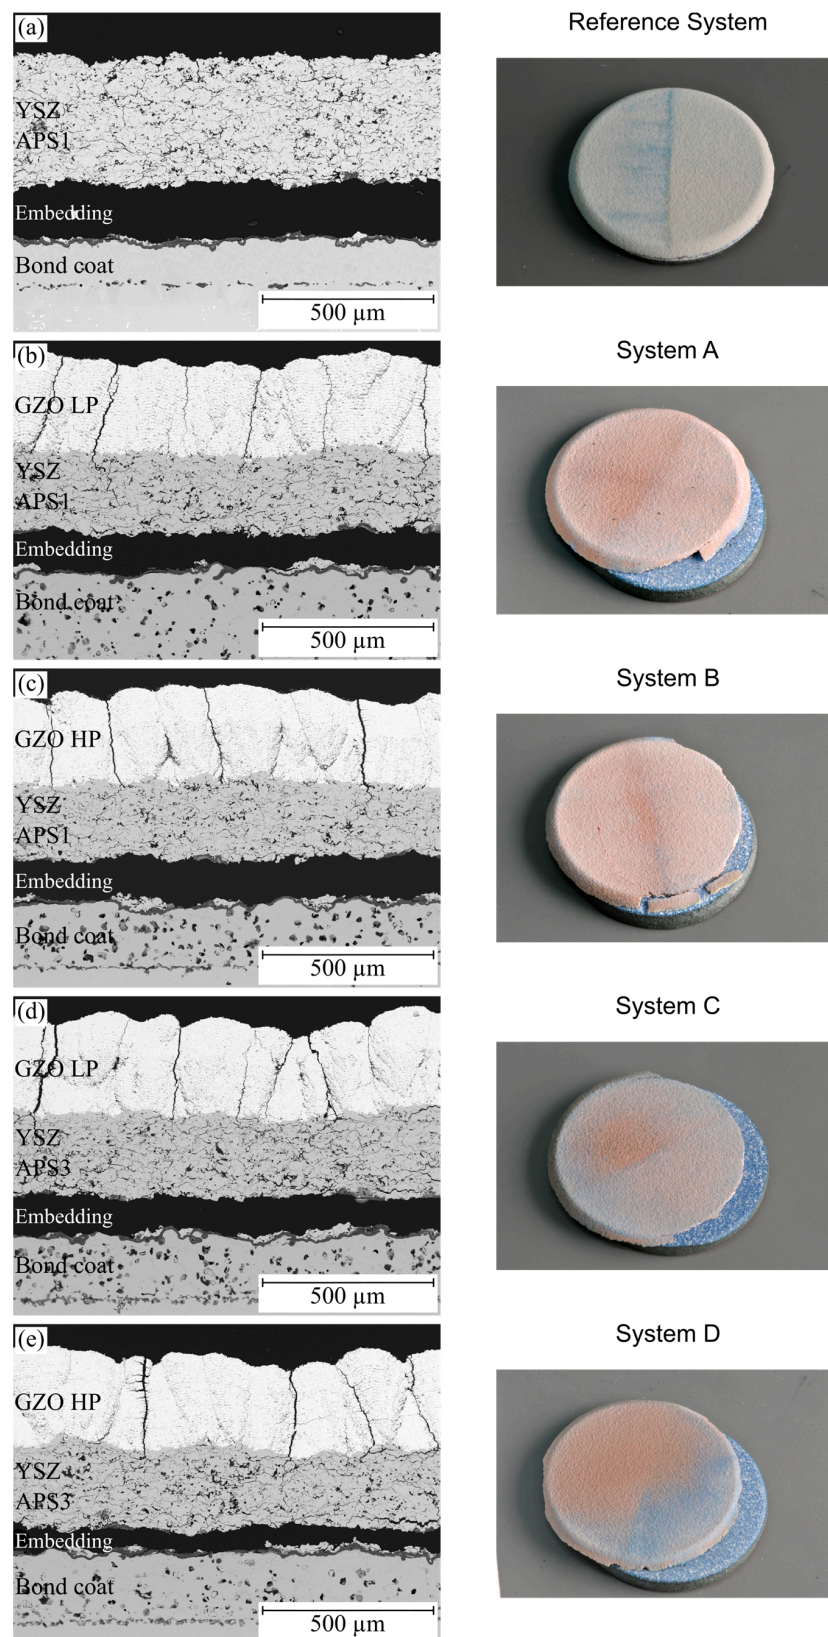 (a)
Reference System
YSZ
APS1
Embedding
Bond coat
500 µm
(b)
System A
GZO LP
YSZ
APS1
Embedding
Bond coat
500 µm
(c)
System B
GZO HP
YSZ
APS1
Embedding
Bond coat
500 µm
(d)
System C
GZO LP
YSZ
APS3
Embedding
Bond coat
500 µm
(e)
System D
GZO HP
YSZ
APS3
Embedding
Bond coat
500 µm